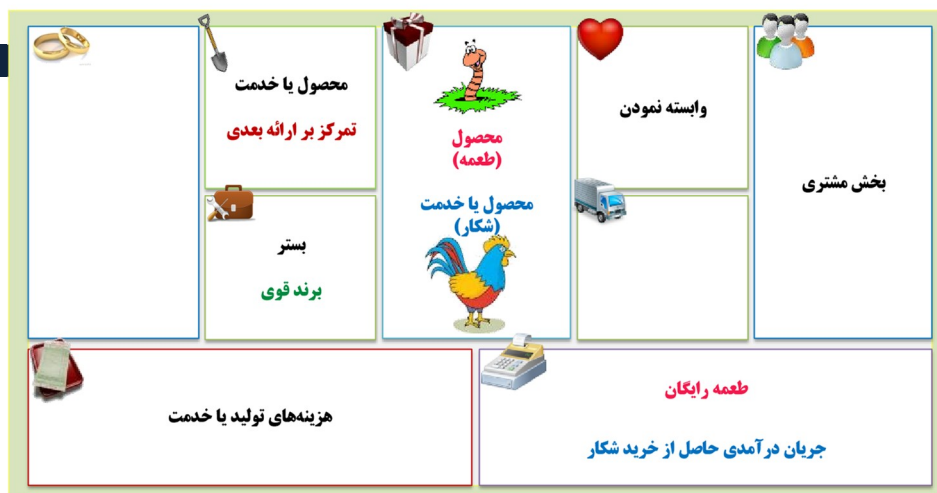 بخش مشتری
وابسته نمودن
محصول
(طعمه)
محصول یا خدمت
(شکار)
محصول یا خدمت
تمرکز بر ارائه بعدی
بستر
برند قوی
طعمه رایگان
جریان درآمدی حاصل از خرید شکار
هزینه‌های تولید یا خدمت